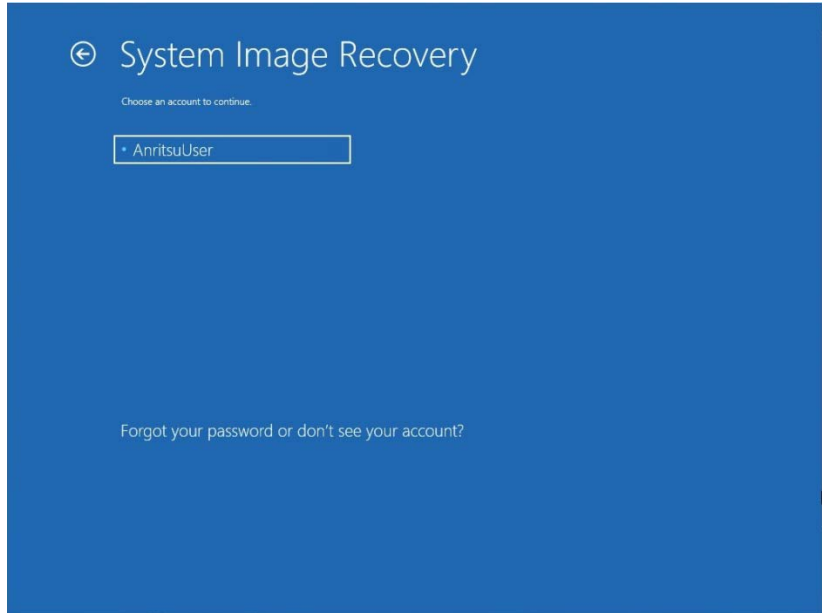 System Image Recovery
Choose an account to continue.
AnritsuUser
Forgot your password or don't see your account?